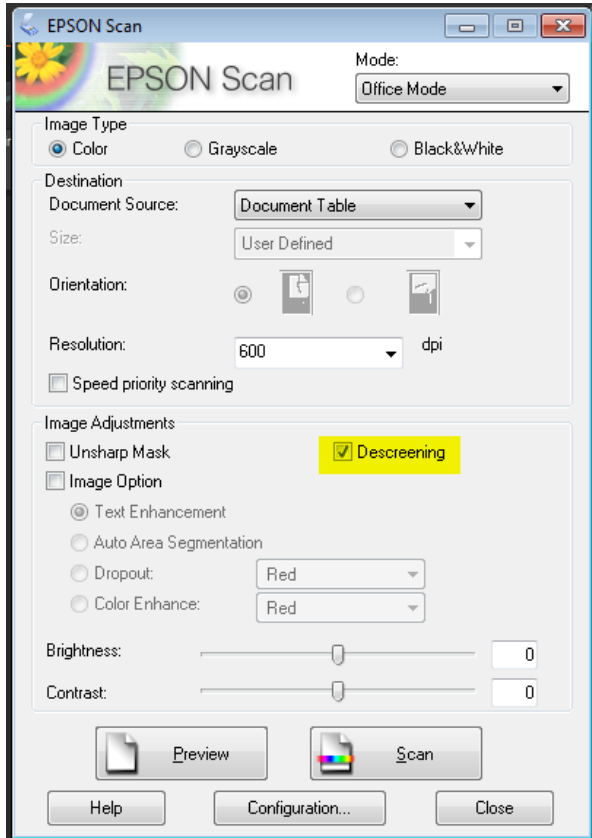 EPSON Scan
EPSON Scan
Mode:
Office Mode
Image Type
Color Grayscale Black&White
Destination
Document Source: Document Table
Size: User Defined
Orientation:
Resolution: 600 dpi
Speed priority scanning
Image Adjustments
Unsharp Mask Descreening
Image Option
Text Enhancement
Auto Area Segmentation
Dropout: Red
Color Enhance: Red
Brightness: 0
Contrast: 0
Preview Scan
Help Configuration... Close